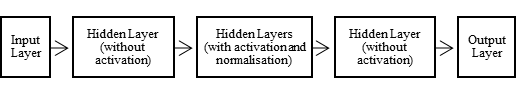 Input
Layer
Hidden Layer
(without
activation)
Hidden Layers
(with activation and
normalisation)
Hidden Layer
(without
activation)
Output
Layer